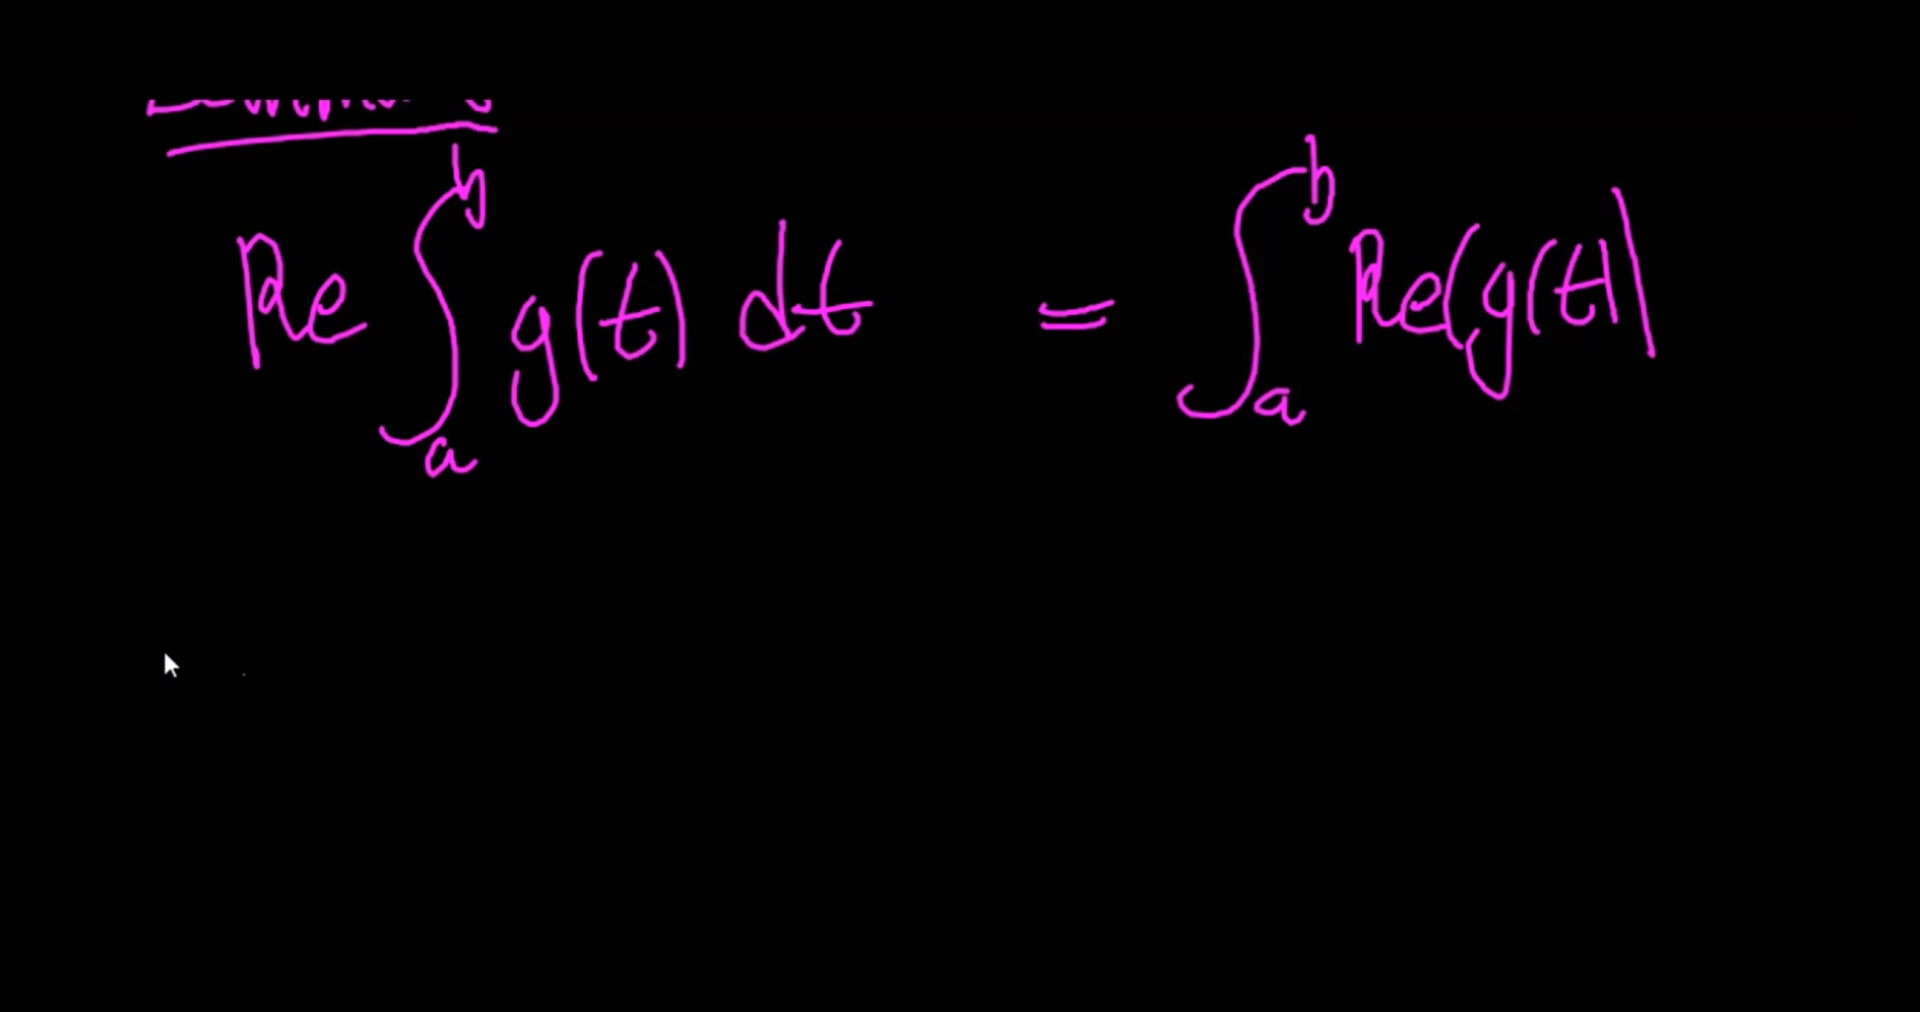 Re ∫_a^b g(t) dt = ∫_a^b Re(g(t))